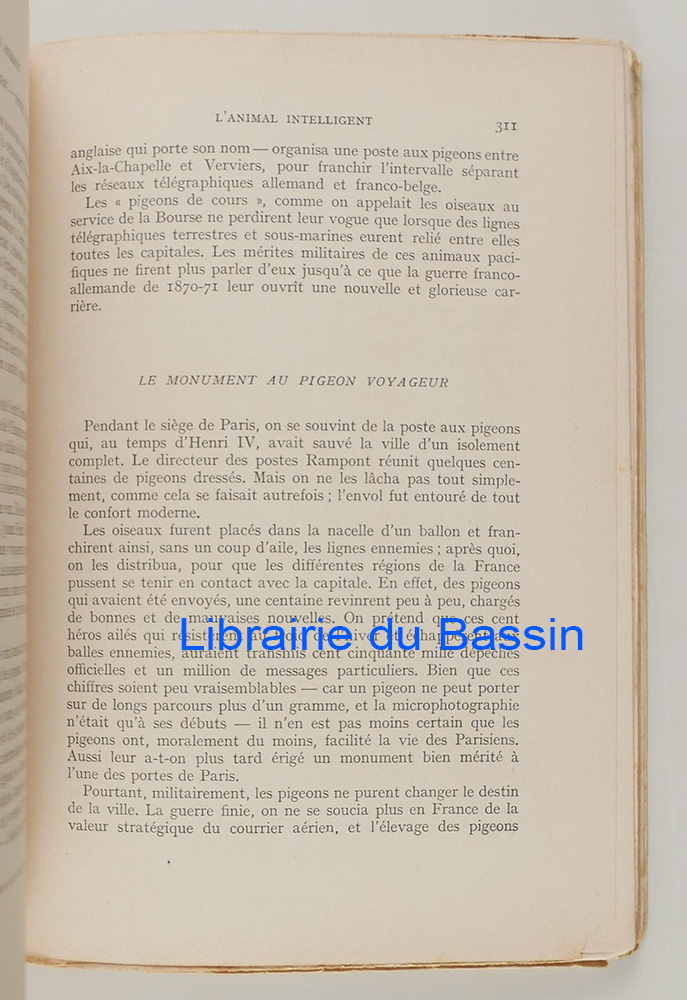 L'ANIMAL INTELLIGENT
311
anglaise qui porte son nom — organisa une poste aux pigeons entre
Aix-la-Chapelle et Verviers, pour franchir l'intervalle séparant
les réseaux télégraphiques allemand et franco-belge.
Les « pigeons de cours », comme on appelait les oiseaux au
service de la Bourse ne perdirent leur vogue que lorsque des lignes
télégraphiques terrestres et sous-marines eurent relié entre elles
toutes les capitales. Les mérites militaires de ces animaux paci-
fiques ne firent plus parler d'eux jusqu'à ce que la guerre franco-
allemande de 1870-71 leur ouvrît une nouvelle et glorieuse car-
rière.
LE MONUMENT AU PIGEON VOYAGEUR
Pendant le siège de Paris, on se souvint de la poste aux pigeons
qui, au temps d'Henri IV, avait sauvé la ville d'un isolement
complet. Le directeur des postes Rampont réunit quelques cen-
taines de pigeons dressés. Mais on ne les lâcha pas tout simple-
ment, comme cela se faisait autrefois ; l'envol fut entouré de tout
le confort moderne.
Les oiseaux furent placés dans la nacelle d'un ballon et fran-
chirent ainsi, sans un coup d'aile, les lignes ennemies ; après quoi,
on les distribua, pour que les différentes régions de la France
pussent se tenir en contact avec la capitale. En effet, des pigeons
qui avaient été envoyés, une centaine revinrent peu à peu, chargés
de bonnes et de mauvaises nouvelles. On prétend que ces cent
héros ailés qui résistèrent au froid de l'hiver et échappèrent aux
Librairie du Bassin
balles ennemies, auraient transmis cent cinquante mille dépêches
officielles et un million de messages particuliers. Bien que ces
chiffres soient peu vraisemblables — car un pigeon ne peut porter
sur de longs parcours plus d'un gramme, et la microphotographie
n'était qu'à ses débuts — il n'en est pas moins certain que les
pigeons ont, moralement du moins, facilité la vie des Parisiens.
Aussi leur a-t-on plus tard érigé un monument bien mérité à
l'une des portes de Paris.
Pourtant, militairement, les pigeons ne purent changer le destin
de la ville. La guerre finie, on ne se soucia plus en France de la
valeur stratégique du courrier aérien, et l'élevage des pigeons